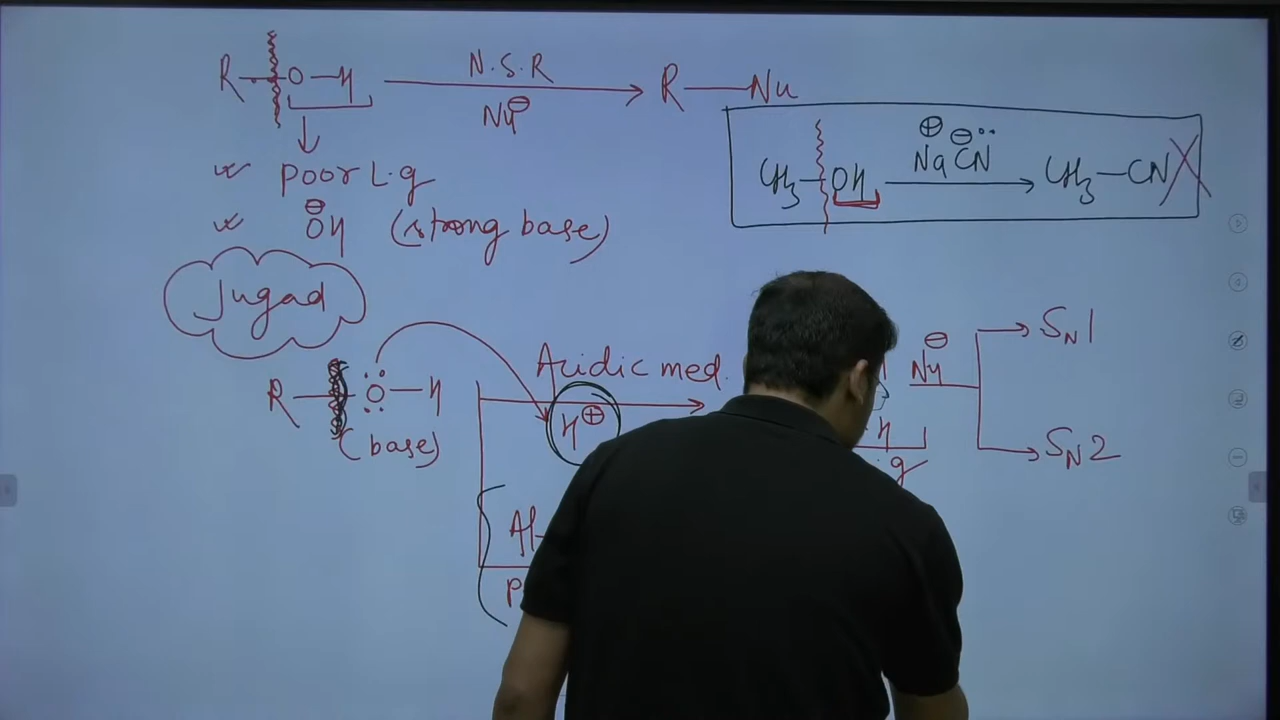 R—O—H N.S.R Nu⊖ R—Nu
poor L.g
⊖OH (strong base)
CH3—OH Na⊕ CN⊖ CH3—CN
Jugad
R—O—H Acidic med. H⊕
(base)
Nu⊖ SN1
SN2
H
g
Al
P